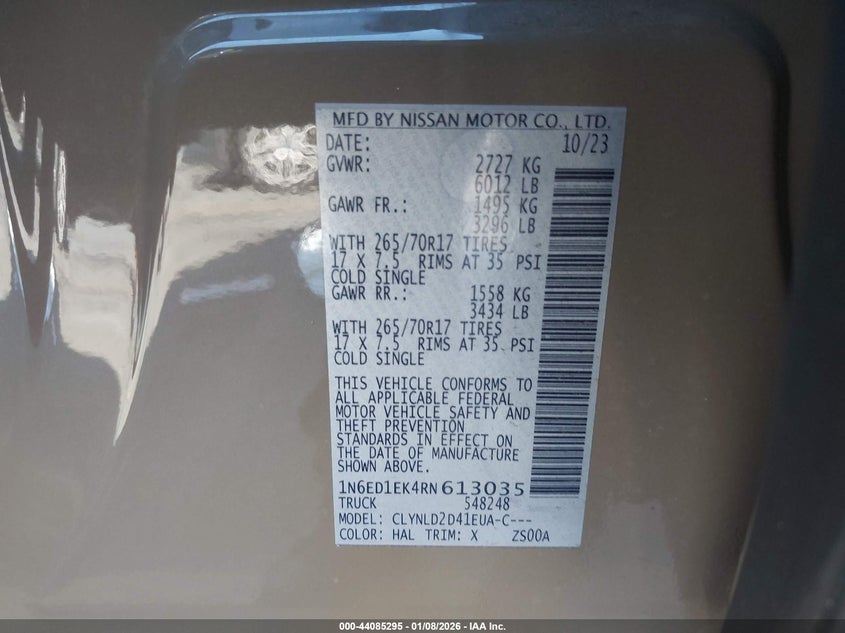 MFD BY NISSAN MOTOR CO., LTD.
DATE: 10/23
GVWR: 2727 KG
6012 LB
GAWR FR.: 1495 KG
3296 LB
WITH 265/70R17 TIRES
17 X 7.5 RIMS AT 35 PSI
COLD SINGLE
GAWR RR.: 1558 KG
3434 LB
WITH 265/70R17 TIRES
17 X 7.5 RIMS AT 35 PSI
COLD SINGLE
THIS VEHICLE CONFORMS TO
ALL APPLICABLE FEDERAL
MOTOR VEHICLE SAFETY AND
THEFT PREVENTION
STANDARDS IN EFFECT ON
THE DATE OF MANUFACTURE
SHOWN ABOVE.
1N6ED1EK4RN613035
TRUCK 548248
MODEL: CLYNLD2D41EUA-C---
COLOR: HAL TRIM: X ZS00A
000-44085295 - 01/08/2026 - IAA Inc.